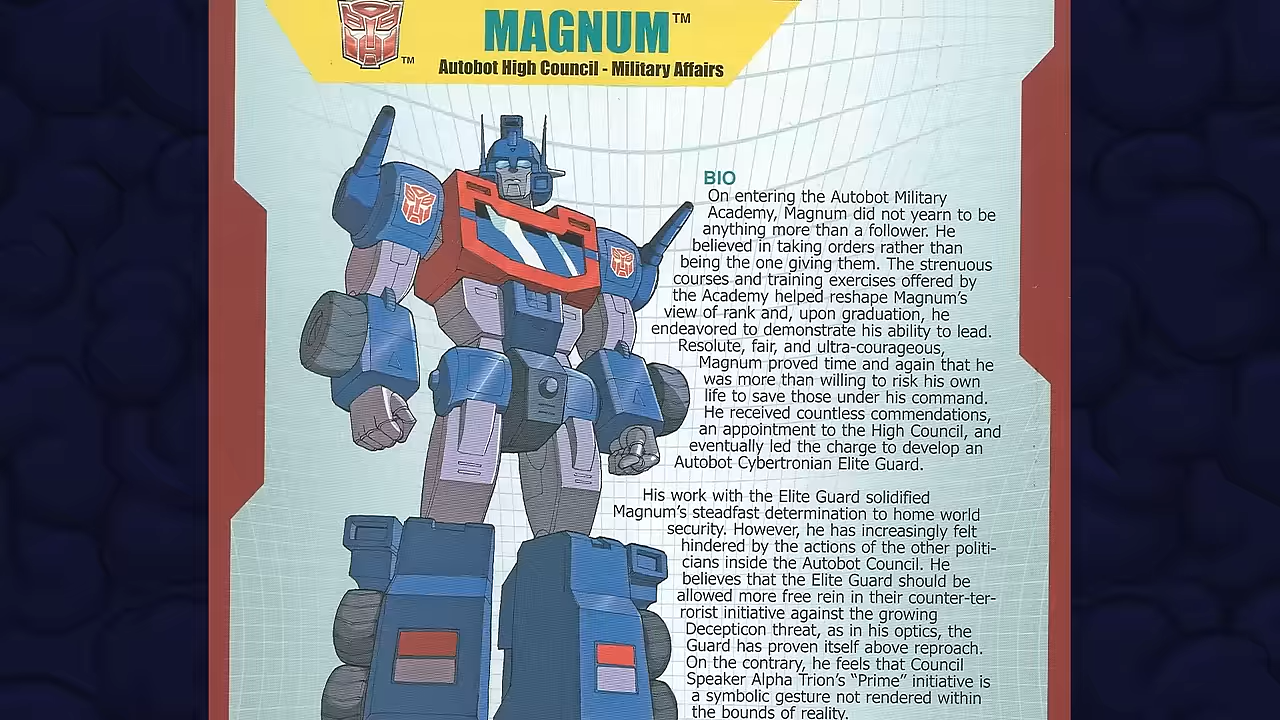 MAGNUM™
TM
Autobot High Council - Military Affairs
BIO
On entering the Autobot Military
Academy, Magnum did not yearn to be
anything more than a follower. He
believed in taking orders rather than
being the one giving them. The strenuous
courses and training exercises offered by
the Academy helped reshape Magnum's
view of rank and, upon graduation, he
endeavored to demonstrate his ability to lead.
Resolute, fair, and ultra-courageous,
Magnum proved time and again that he
was more than willing to risk his own
life to save those under his command.
He received countless commendations,
an appointment to the High Council, and
eventually led the charge to develop an
Autobot Cybertronian Elite Guard.
His work with the Elite Guard solidified
Magnum's steadfast determination to home world
security. However, he has increasingly felt
hindered by the actions of the other politi-
cians inside the Autobot Council. He
believes that the Elite Guard should be
allowed more free rein in their counter-ter-
rorist initiative against the growing
Decepticon threat, as in his optics, the
Guard has proven itself above reproach.
On the contrary, he feels that Council
Speaker Alpha Trion's "Prime" initiative is
a symbolic gesture not rendered within
the bounds of reality.